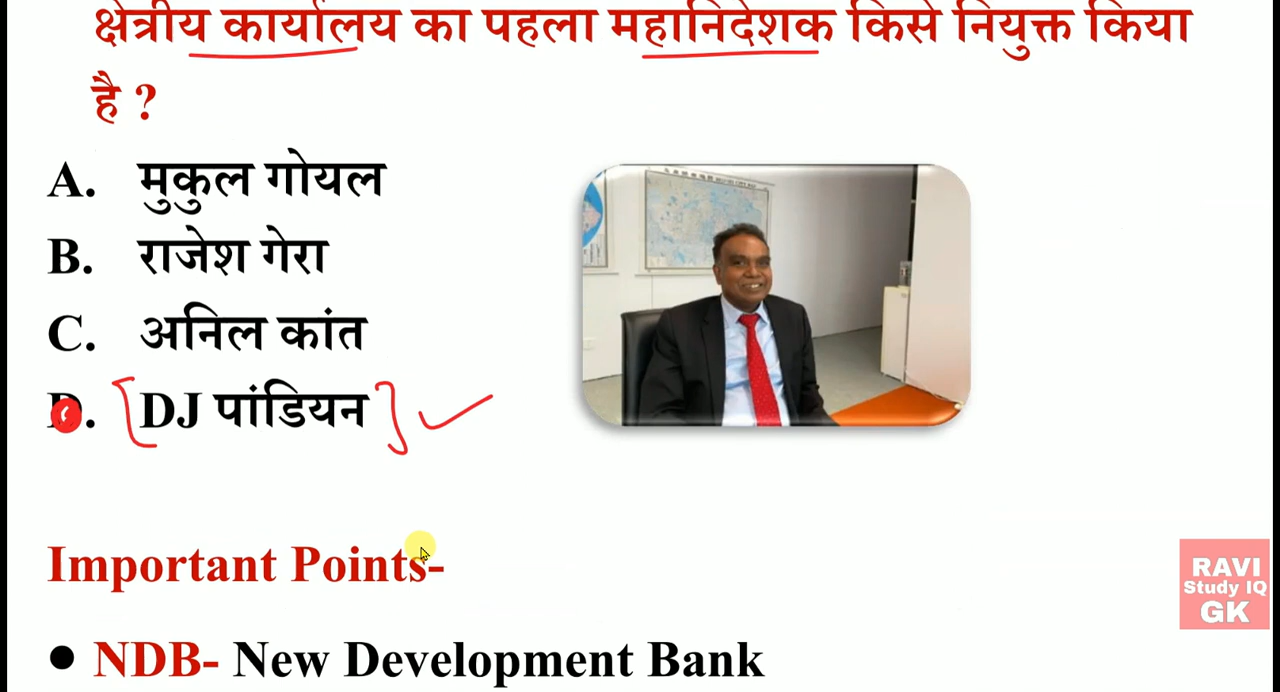 क्षेत्रीय कार्यालय का पहला महानिदेशक किसे नियुक्त किया
है ?
A. मुकुल गोयल
B. राजेश गेरा
C. अनिल कांत
D. DJ पांडियन
Important Points-
● NDB- New Development Bank
RAVI
Study IQ
GK